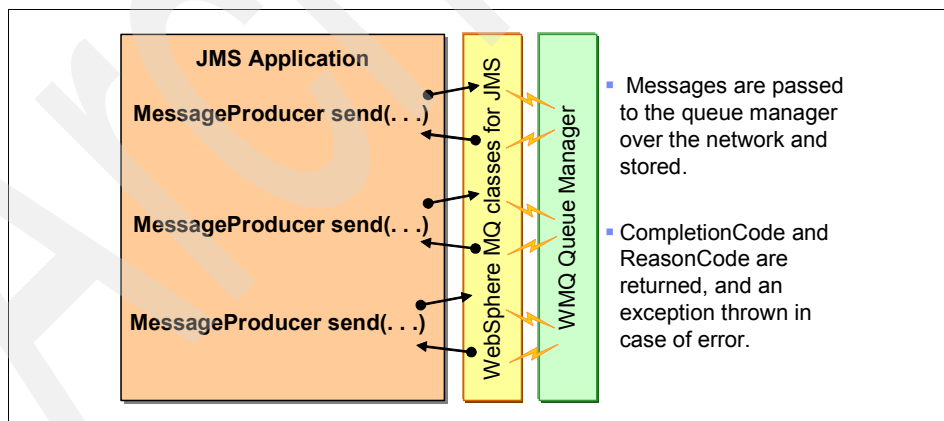 JMS Application
MessageProducer send(. . .)
MessageProducer send(. . .)
MessageProducer send(. . .)
WebSphere MQ classes for JMS
WMQ Queue Manager
▪ Messages are passed
to the queue manager
over the network and
stored.
▪ CompletionCode and
ReasonCode are
returned, and an
exception thrown in
case of error.